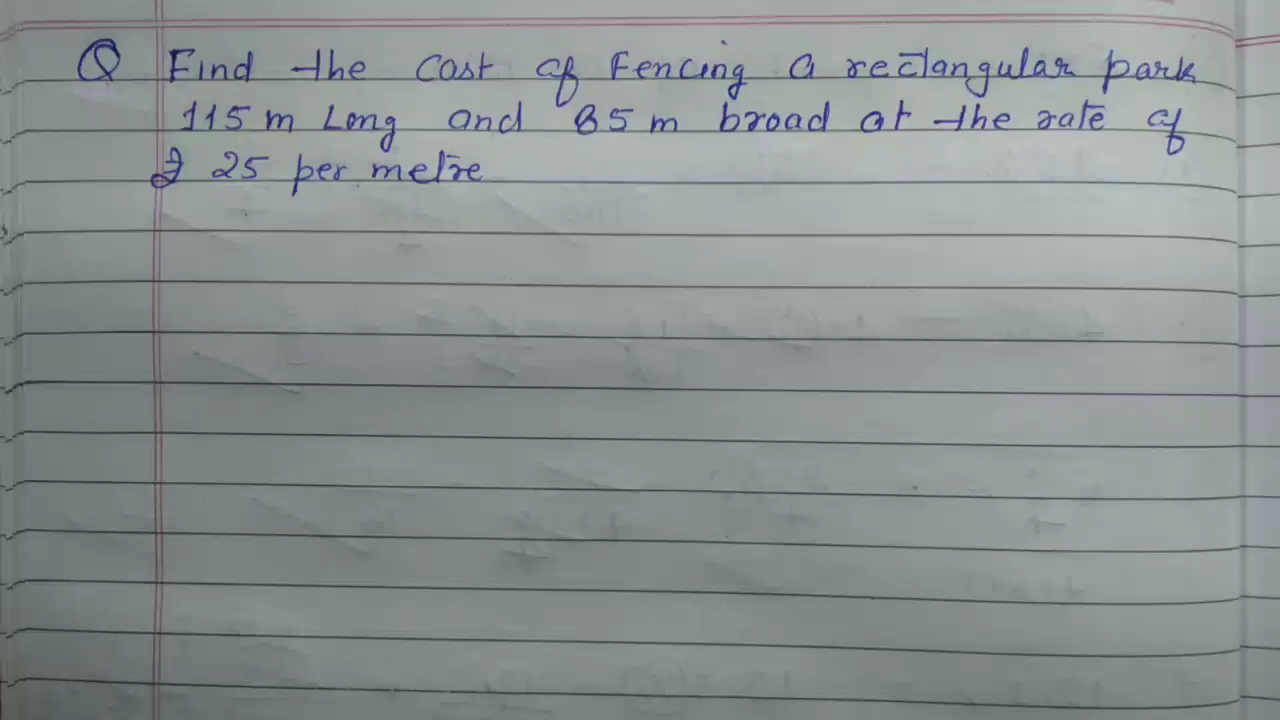 Q Find the cost of Fencing a rectangular park
115 m Long and 85 m broad at the rate of
₹ 25 per metre